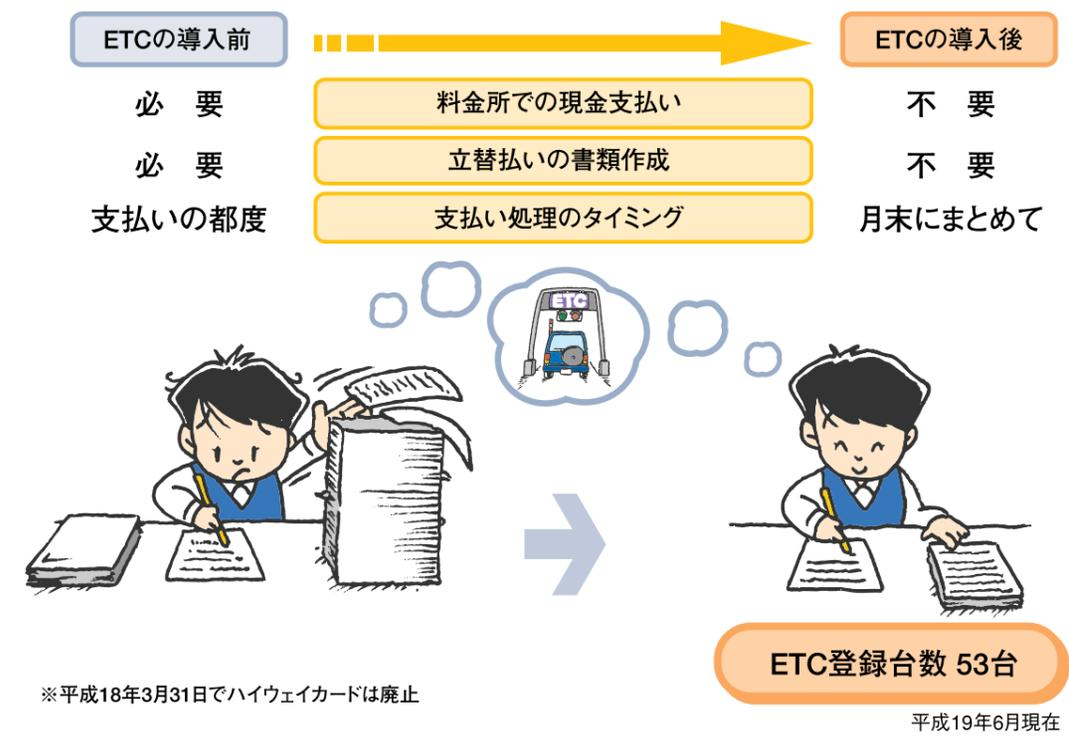 ETCの導入前
ETCの導入後
必　要
料金所での現金支払い
不　要
必　要
立替払いの書類作成
不　要
支払いの都度
支払い処理のタイミング
月末にまとめて
ETC
ETC登録台数 53台
※平成18年3月31日でハイウェイカードは廃止
平成19年6月現在